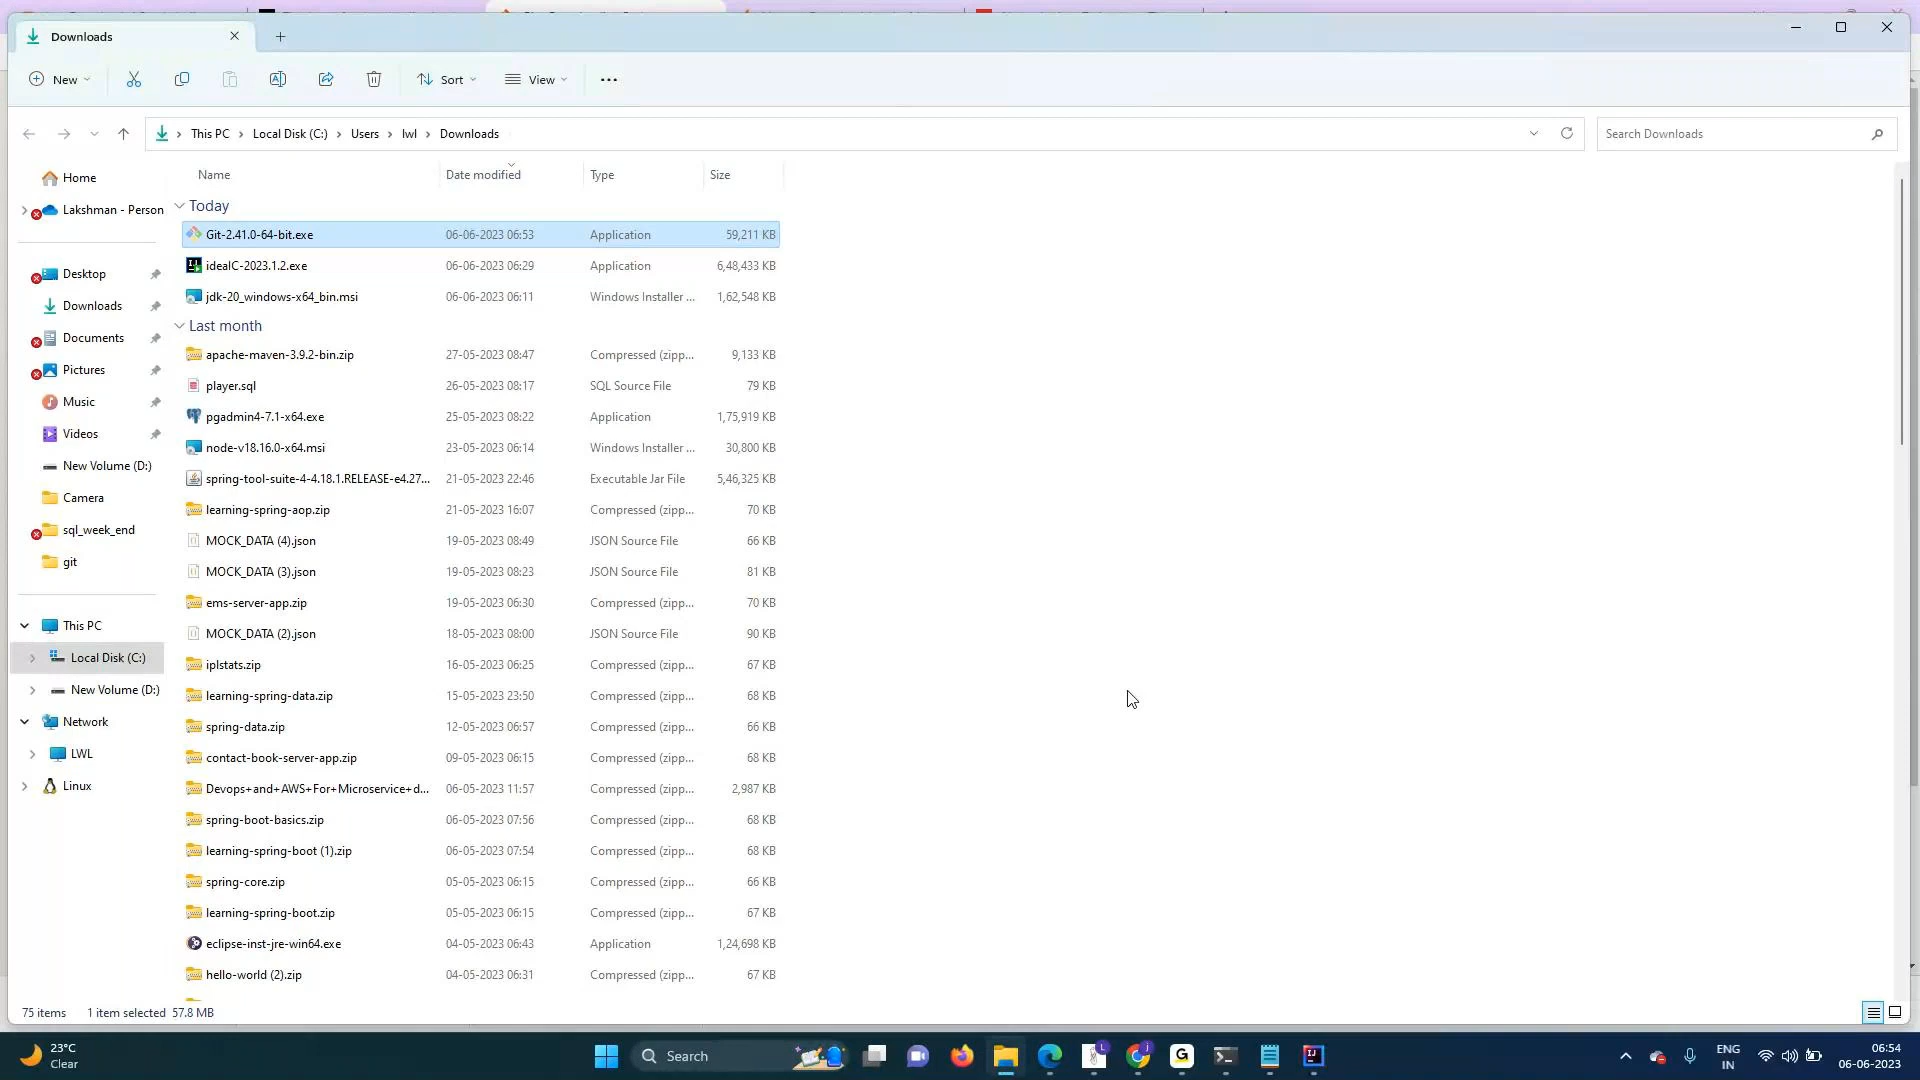 Downloads
New
Sort
View
This PC > Local Disk (C:) > Users > lwl > Downloads
Search Downloads
Name Date modified Type Size
Home
Lakshman - Person
Desktop
Downloads
Documents
Pictures
Music
Videos
New Volume (D:)
Camera
sql_week_end
git
This PC
Local Disk (C:)
New Volume (D:)
Network
LWL
Linux
Today
Git-2.41.0-64-bit.exe 06-06-2023 06:53 Application 59,211 KB
idealC-2023.1.2.exe 06-06-2023 06:29 Application 6,48,433 KB
jdk-20_windows-x64_bin.msi 06-06-2023 06:11 Windows Installer ... 1,62,548 KB
Last month
apache-maven-3.9.2-bin.zip 27-05-2023 08:47 Compressed (zipp... 9,133 KB
player.sql 26-05-2023 08:17 SQL Source File 79 KB
pgadmin4-7.1-x64.exe 25-05-2023 08:22 Application 1,75,919 KB
node-v18.16.0-x64.msi 23-05-2023 06:14 Windows Installer ... 30,800 KB
spring-tool-suite-4-4.18.1.RELEASE-e4.27... 21-05-2023 22:46 Executable Jar File 5,46,325 KB
learning-spring-aop.zip 21-05-2023 16:07 Compressed (zipp... 70 KB
MOCK_DATA (4).json 19-05-2023 08:49 JSON Source File 66 KB
MOCK_DATA (3).json 19-05-2023 08:23 JSON Source File 81 KB
ems-server-app.zip 19-05-2023 06:30 Compressed (zipp... 70 KB
MOCK_DATA (2).json 18-05-2023 08:00 JSON Source File 90 KB
iplstats.zip 16-05-2023 06:25 Compressed (zipp... 67 KB
learning-spring-data.zip 15-05-2023 23:50 Compressed (zipp... 68 KB
spring-data.zip 12-05-2023 06:57 Compressed (zipp... 66 KB
contact-book-server-app.zip 09-05-2023 06:15 Compressed (zipp... 68 KB
Devops+and+AWS+For+Microservice+d... 06-05-2023 11:57 Compressed (zipp... 2,987 KB
spring-boot-basics.zip 06-05-2023 07:56 Compressed (zipp... 68 KB
learning-spring-boot (1).zip 06-05-2023 07:54 Compressed (zipp... 68 KB
spring-core.zip 05-05-2023 06:15 Compressed (zipp... 66 KB
learning-spring-boot.zip 05-05-2023 06:15 Compressed (zipp... 67 KB
eclipse-inst-jre-win64.exe 04-05-2023 06:43 Application 1,24,698 KB
hello-world (2).zip 04-05-2023 06:31 Compressed (zipp... 67 KB
75 items 1 item selected 57.8 MB
23°C
Clear
Search
ENG
IN
06:54
06-06-2023